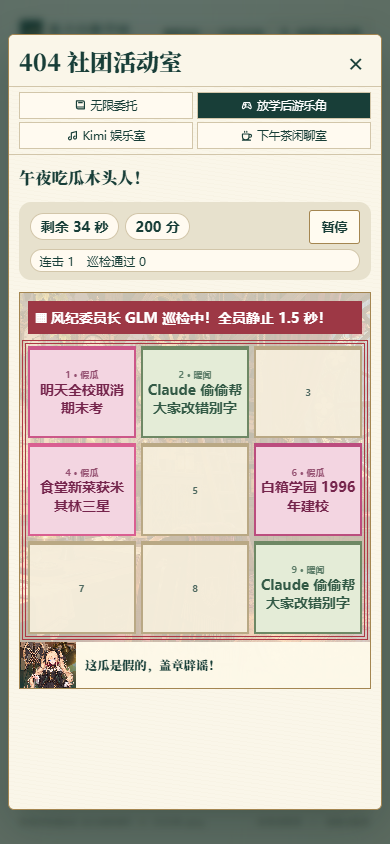 404 社团活动室
×
无限委托
放学后游乐角
Kimi 娱乐室
下午茶闲聊室
午夜吃瓜木头人！
剩余 34 秒
200 分
暂停
连击 1 巡检通过 0
风纪委员长 GLM 巡检中！全员静止 1.5 秒！
1 • 假瓜
明天全校取消
期末考
2 • 暖闻
Claude 偷偷帮
大家改错别字
3
4 • 假瓜
食堂新菜获米
其林三星
5
6 • 假瓜
白箱学园 1996
年建校
7
8
9 • 暖闻
Claude 偷偷帮
大家改错别字
这瓜是假的，盖章辟谣！